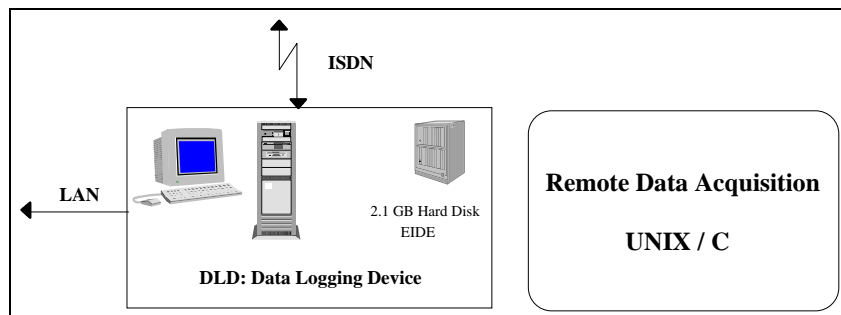 ISDN
LAN
2.1 GB Hard Disk
EIDE
DLD: Data Logging Device
Remote Data Acquisition
UNIX / C